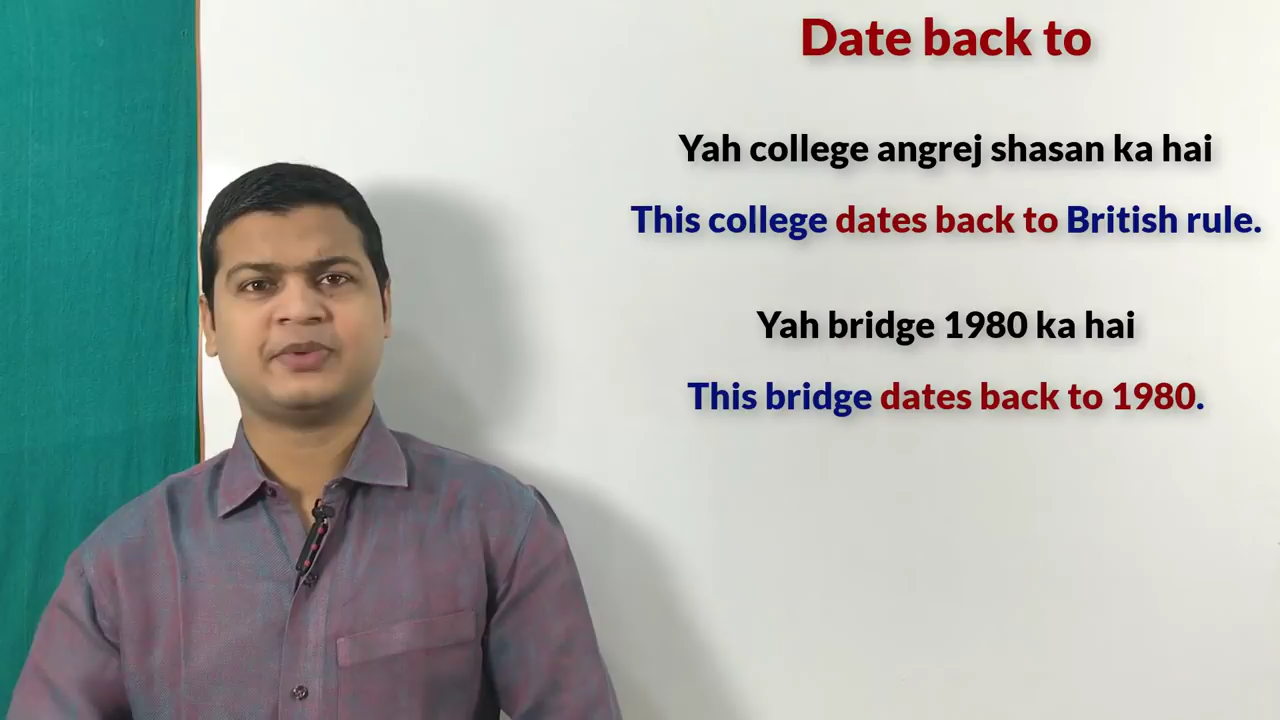 Date back to
Yah college angrej shasan ka hai
This college dates back to British rule.
Yah bridge 1980 ka hai
This bridge dates back to 1980.